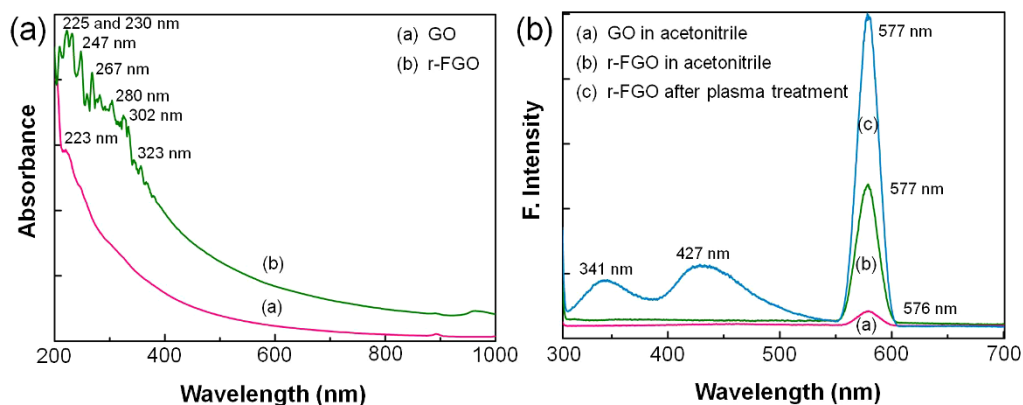 (a)
225 and 230 nm
247 nm
267 nm
280 nm
302 nm
323 nm
223 nm
(a) GO
(b) r-FGO
(b)
(a)
Absorbance
200 400 600 800 1000
Wavelength (nm)
(b)
(a) GO in acetonitrile
(b) r-FGO in acetonitrile
(c) r-FGO after plasma treatment
577 nm
(c)
577 nm
341 nm
427 nm
(b)
576 nm
(a)
F. Intensity
300 400 500 600 700
Wavelength (nm)